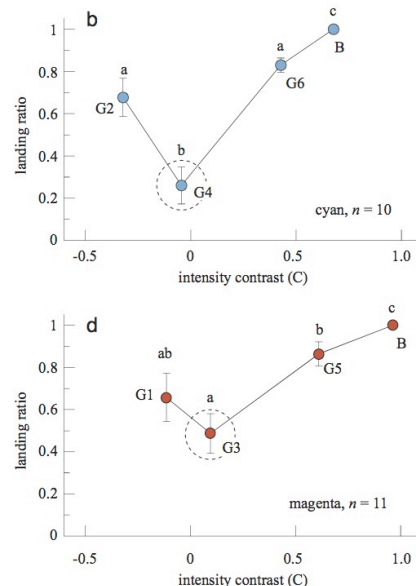 b
c
1
a
a
B
0.8
G2
G6
0.6
landing ratio
b
0.4
G4
0.2
cyan, n = 10
0
-0.5
0
0.5
1.0
intensity contrast (C)
d
c
1
b
B
ab
0.8
G5
G1
a
0.6
landing ratio
0.4
G3
0.2
magenta, n = 11
0
-0.5
0
0.5
1.0
intensity contrast (C)